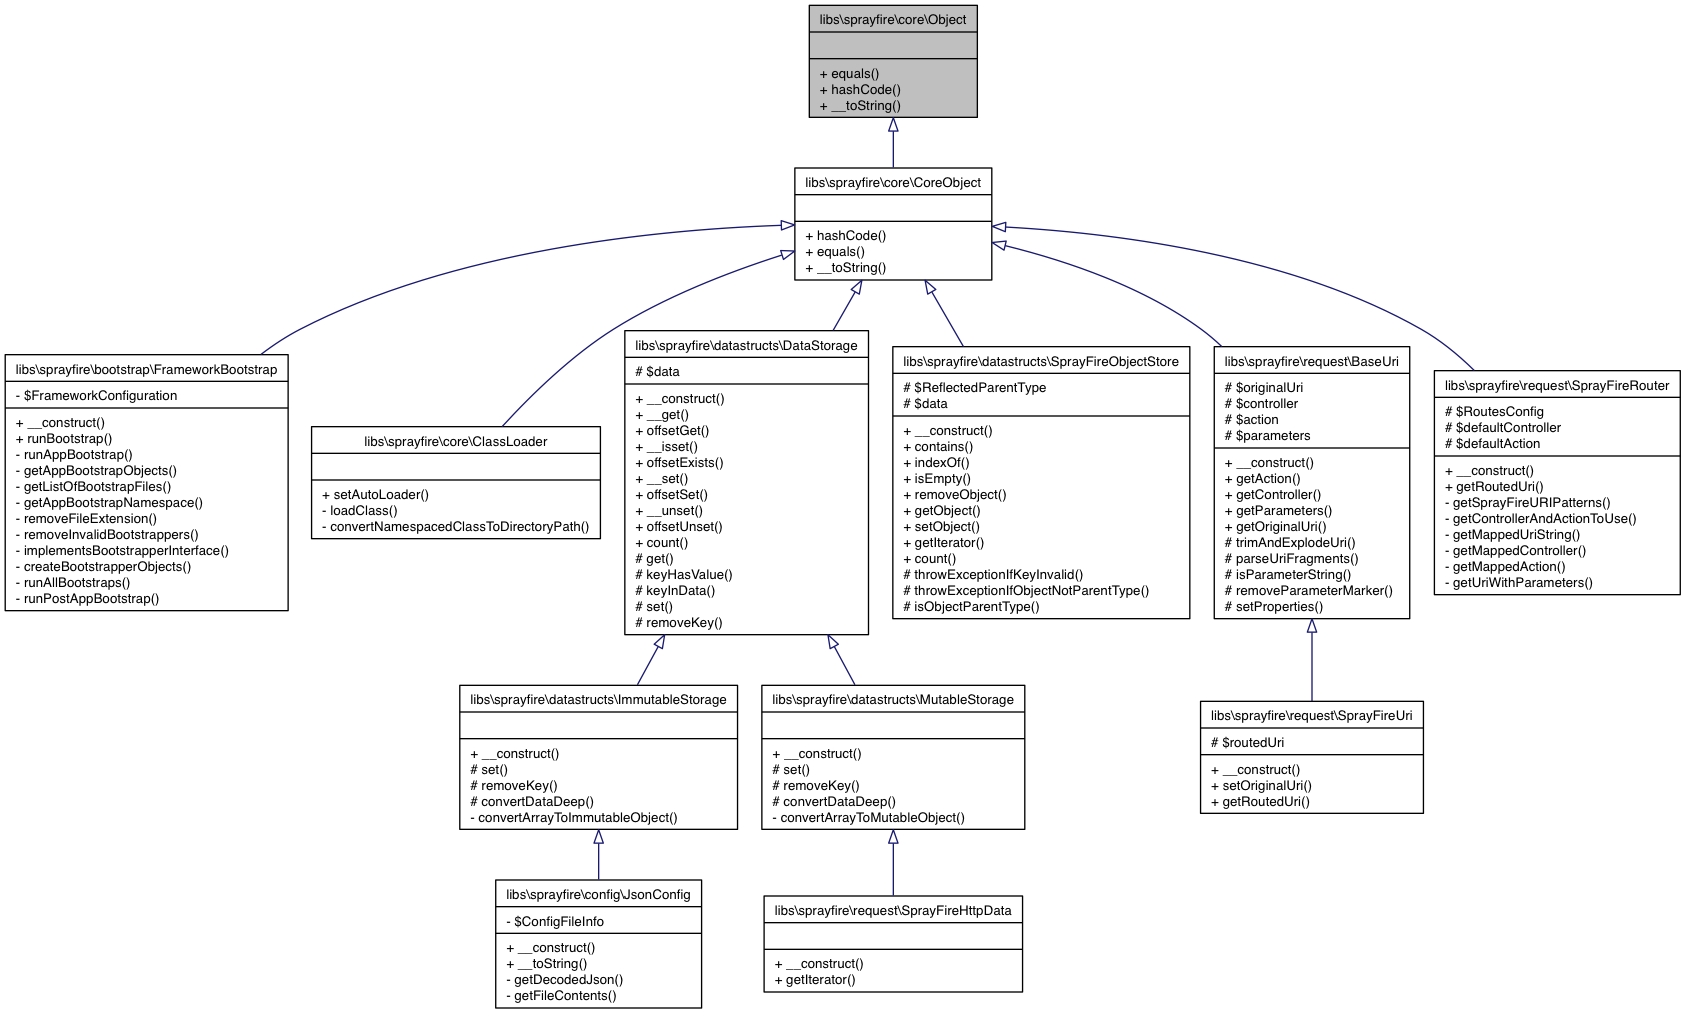 libs\sprayfire\core\Object
+ equals()
+ hashCode()
+ __toString()
libs\sprayfire\core\CoreObject
+ hashCode()
+ equals()
+ __toString()
libs\sprayfire\bootstrap\FrameworkBootstrap
- $FrameworkConfiguration
+ __construct()
+ runBootstrap()
- runAppBootstrap()
- getAppBootstrapObjects()
- getListOfBootstrapFiles()
- getAppBootstrapNamespace()
- removeFileExtension()
- removeInvalidBootstrappers()
- implementsBootstrapperInterface()
- createBootstrapperObjects()
- runAllBootstraps()
- runPostAppBootstrap()
libs\sprayfire\core\ClassLoader
+ setAutoLoader()
- loadClass()
- convertNamespacedClassToDirectoryPath()
libs\sprayfire\datastructs\DataStorage
# $data
+ __construct()
+ __get()
+ offsetGet()
+ __isset()
+ offsetExists()
+ __set()
+ offsetSet()
+ __unset()
+ offsetUnset()
+ count()
# get()
# keyHasValue()
# keyInData()
# set()
# removeKey()
libs\sprayfire\datastructs\SprayFireObjectStore
# $ReflectedParentType
# $data
+ __construct()
+ contains()
+ indexOf()
+ isEmpty()
+ removeObject()
+ getObject()
+ setObject()
+ getIterator()
+ count()
# throwExceptionIfKeyInvalid()
# throwExceptionIfObjectNotParentType()
# isObjectParentType()
libs\sprayfire\request\BaseUri
# $originalUri
# $controller
# $action
# $parameters
+ __construct()
+ getAction()
+ getController()
+ getParameters()
+ getOriginalUri()
# trimAndExplodeUri()
# parseUriFragments()
# isParameterString()
# removeParameterMarker()
# setProperties()
libs\sprayfire\request\SprayFireRouter
# $RoutesConfig
# $defaultController
# $defaultAction
+ __construct()
+ getRoutedUri()
- getSprayFireURIPatterns()
- getControllerAndActionToUse()
- getMappedUriString()
- getMappedController()
- getMappedAction()
- getUriWithParameters()
libs\sprayfire\datastructs\ImmutableStorage
+ __construct()
# set()
# removeKey()
# convertDataDeep()
- convertArrayToImmutableObject()
libs\sprayfire\datastructs\MutableStorage
+ __construct()
# set()
# removeKey()
# convertDataDeep()
- convertArrayToMutableObject()
libs\sprayfire\request\SprayFireUri
# $routedUri
+ __construct()
+ setOriginalUri()
+ getRoutedUri()
libs\sprayfire\config\JsonConfig
- $ConfigFileInfo
+ __construct()
+ __toString()
- getDecodedJson()
- getFileContents()
libs\sprayfire\request\SprayFireHttpData
+ __construct()
+ getIterator()